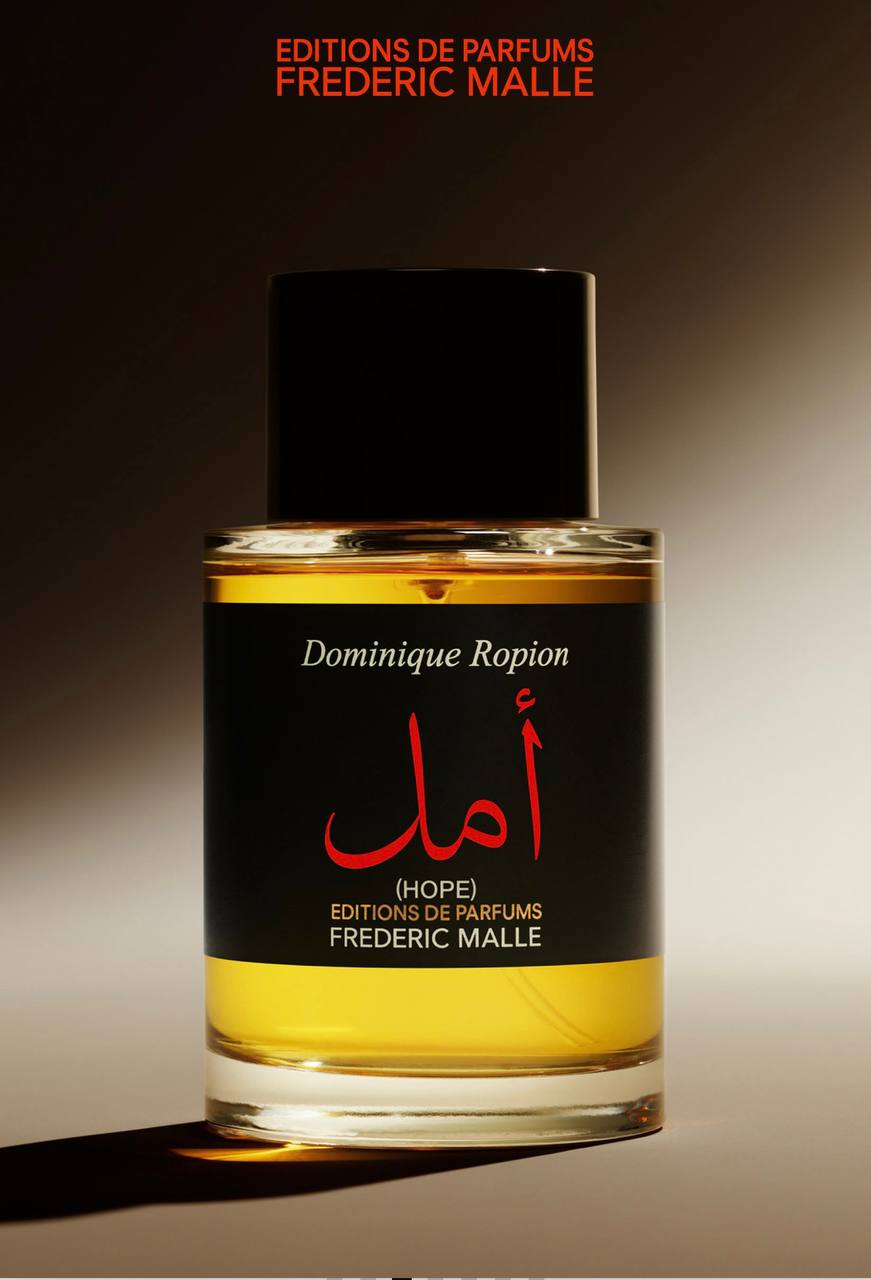 EDITIONS DE PARFUMS
FREDERIC MALLE
Dominique Ropion
أمل
(HOPE)
EDITIONS DE PARFUMS
FREDERIC MALLE